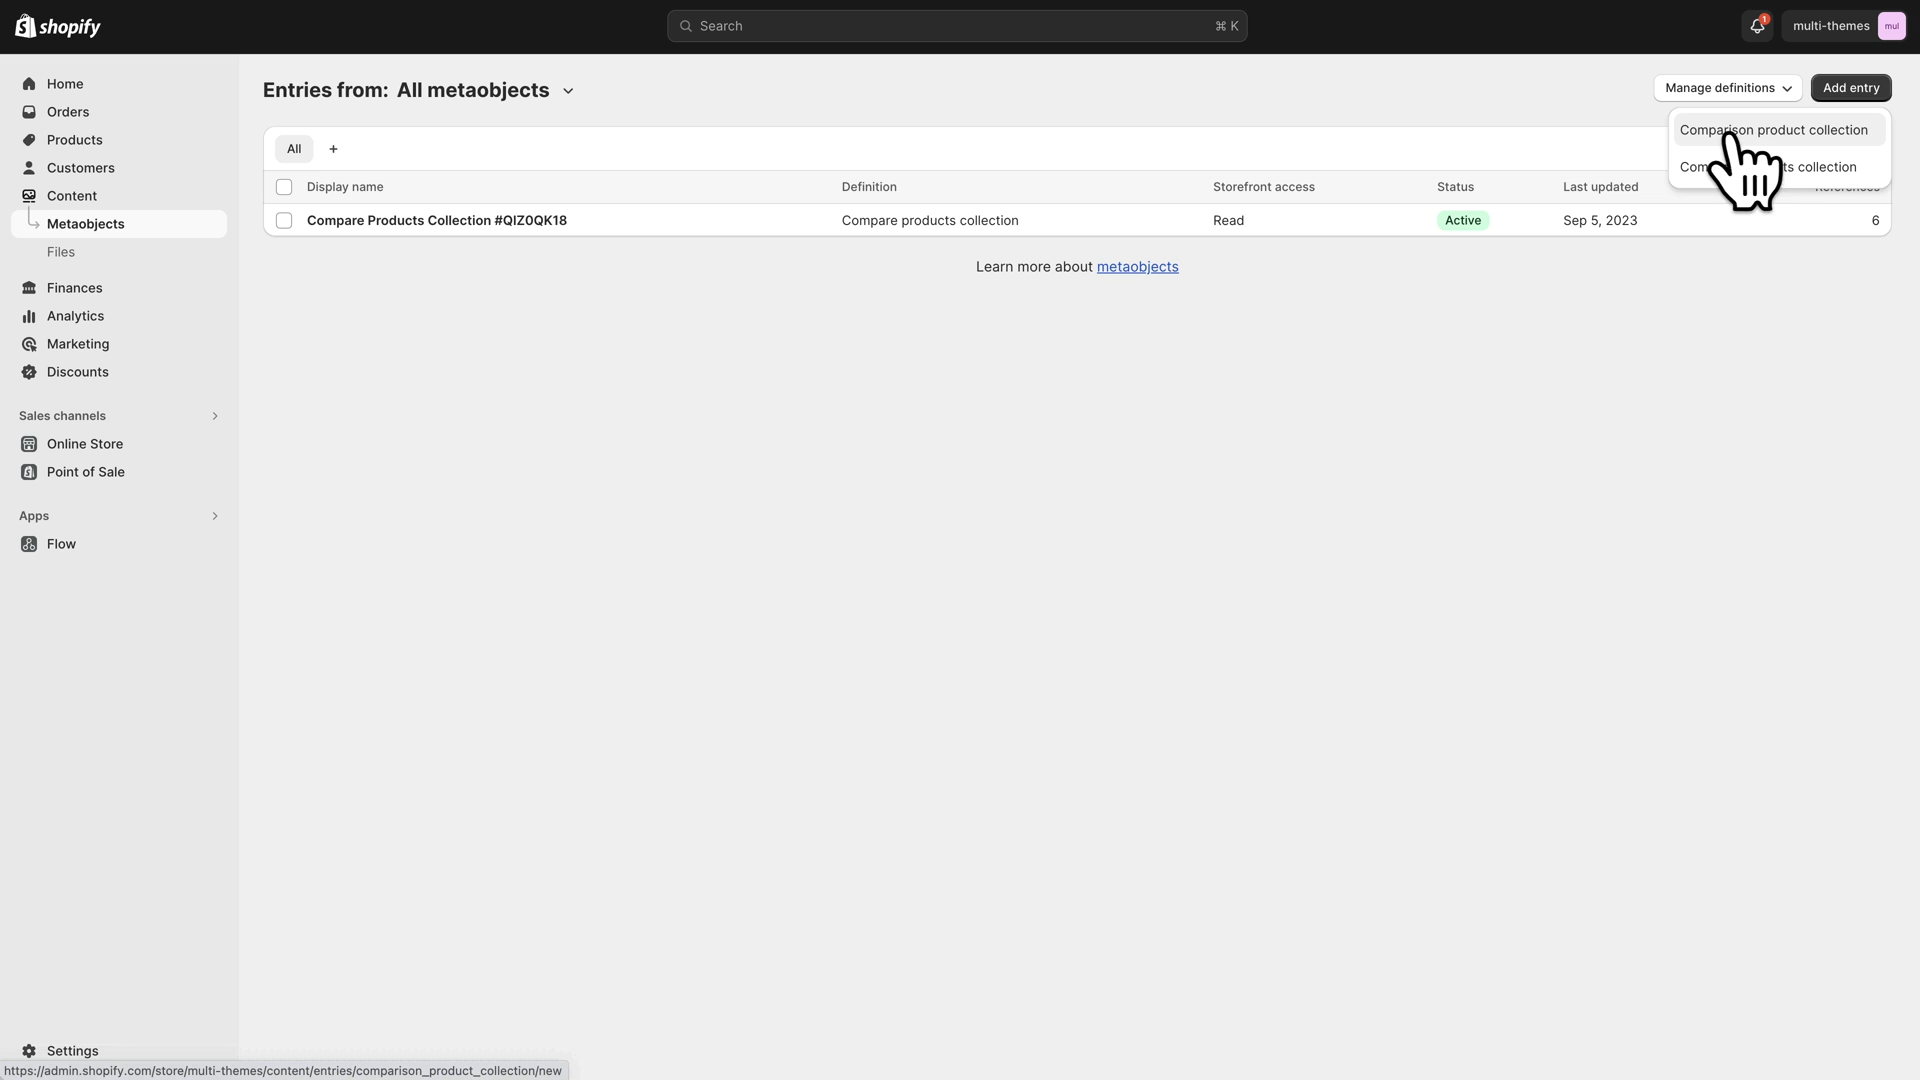 shopify
Search
⌘ K
1
multi-themes
mul
Home
Orders
Products
Customers
Content
Metaobjects
Files
Finances
Analytics
Marketing
Discounts
Sales channels
Online Store
Point of Sale
Apps
Flow
Settings
https://admin.shopify.com/store/multi-themes/content/entries/comparison_product_collection/new
Entries from: All metaobjects
Manage definitions
Add entry
Comparison product collection
collection
All
Display name Definition Storefront access Status Last updated
Compare Products Collection #QIZ0QK18 Compare products collection Read Active Sep 5, 2023 6
Learn more about metaobjects